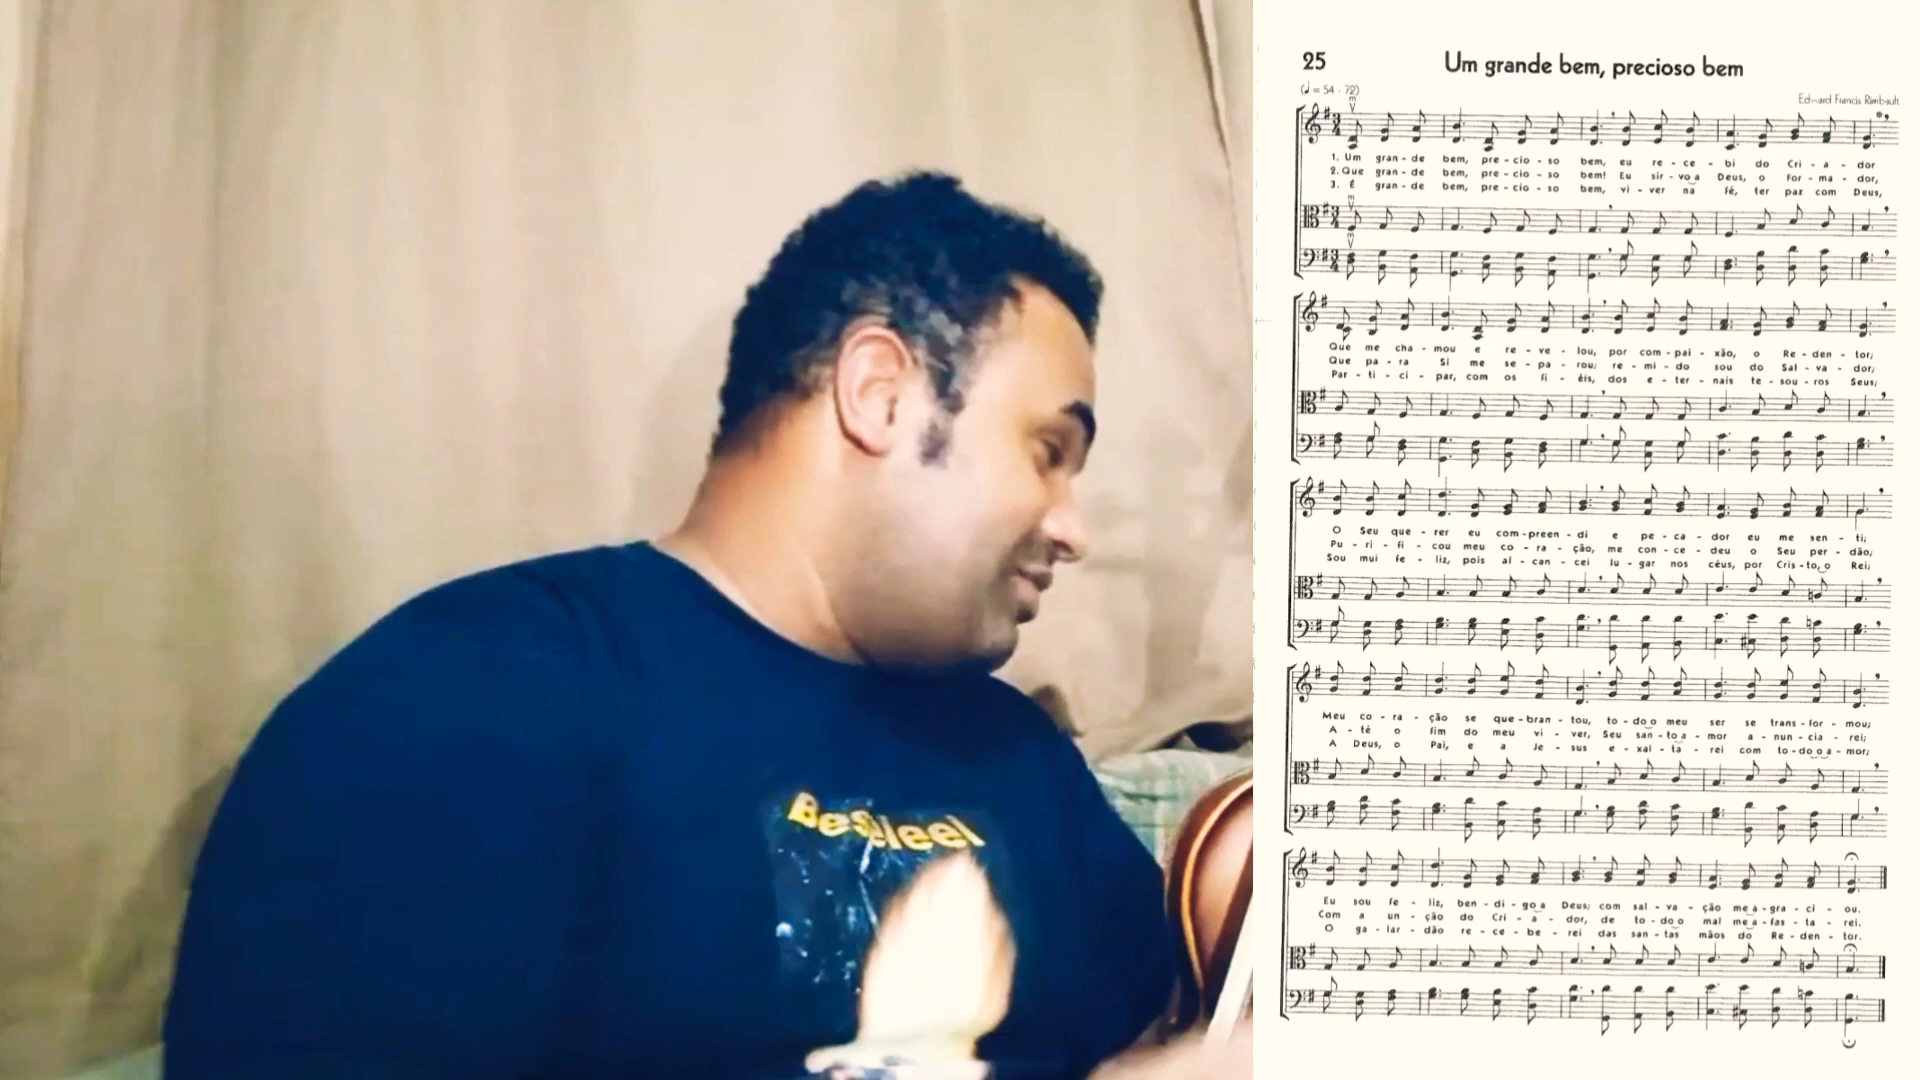 Beseleel
25
Um grande bem, precioso bem
(♩ = 54 - 72)
Edward Francis Rimbault
1. Um gran - de bem, pre - cio - so bem, eu re - ce - bi do Cri - a - dor
2. Que gran - de bem, pre - cio - so bem! Eu sir - vo a Deus, o For - ma - dor,
3. É gran - de bem, pre - cio - so bem, vi - ver na fé, ter paz com Deus,
Que me cha - mou e re - ve - lou, por com - pai - xão, o Re - den - tor;
Que pa - ra Si me se - pa - rou; re - mi - do sou do Sal - va - dor;
Par - ti - ci - par, com os fi - éis, dos e - ter - nais te - sou - ros Seus;
O Seu que - rer eu com - preen - di e pe - ca - dor eu me sen - ti;
Pu - ri - fi - cou meu co - ra - ção, me con - ce - deu o Seu per - dão;
Sou mui fe - liz, pois al - can - cei lu - gar nos céus, por Cris - to, o Rei;
Meu co - ra - ção se que - bran - tou, to - do o meu ser se trans - for - mou;
A - té o fim do meu vi - ver, Seu san - to a - mor a - nun - cia - rei;
A Deus, o Pai, e a Je - sus e - xal - ta - rei com to - do o a - mor;
Eu sou fe - liz, ben - di - go a Deus; com sal - va - ção me a - gra - ci - ou.
Com a un - ção do Cri - a - dor, de to - do o mal me a - fas - ta - rei.
O ga - lar - dão re - ce - be - rei das san - tas mãos do Re - den - tor.